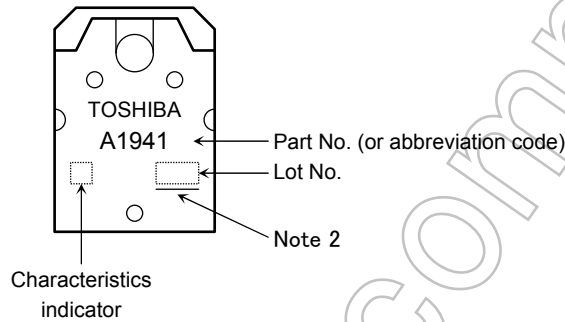 TOSHIBA
A1941
Part No. (or abbreviation code)
Lot No.
Note 2
Characteristics
indicator